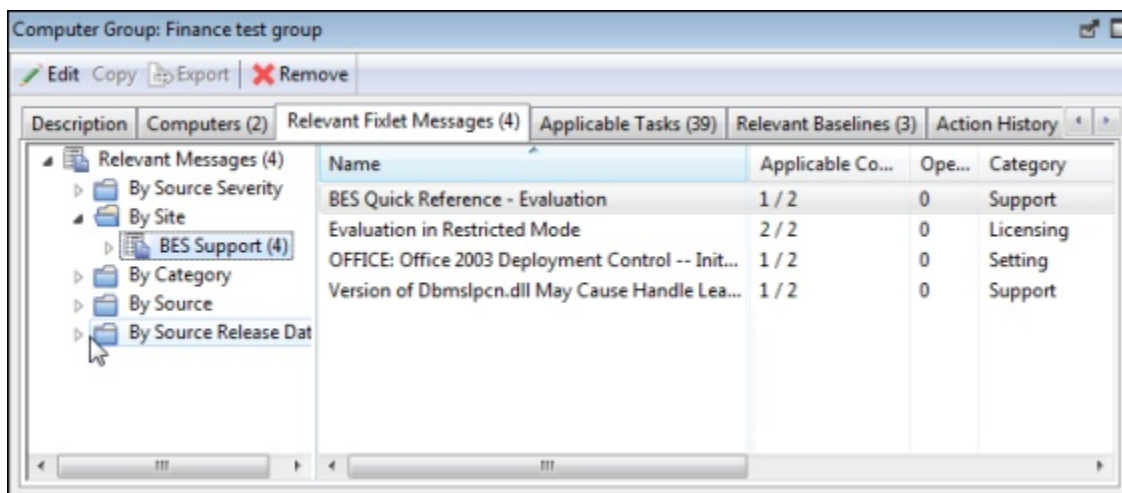 Computer Group: Finance test group
Edit Copy Export Remove
Description Computers (2) Relevant Fixlet Messages (4) Applicable Tasks (39) Relevant Baselines (3) Action History
Relevant Messages (4)
By Source Severity
By Site
BES Support (4)
By Category
By Source
By Source Release Dat
Name Applicable Co... Ope... Category
BES Quick Reference - Evaluation 1 / 2 0 Support
Evaluation in Restricted Mode 2 / 2 0 Licensing
OFFICE: Office 2003 Deployment Control -- Init... 1 / 2 0 Setting
Version of Dbmslpcn.dll May Cause Handle Lea... 1 / 2 0 Support